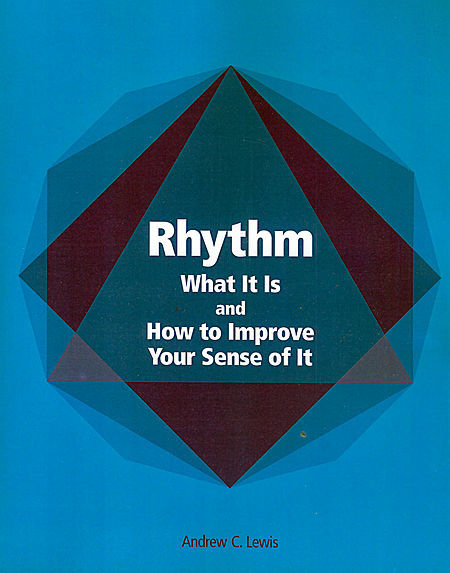 Rhythm
What It Is
and
How to Improve
Your Sense of It
Andrew C. Lewis